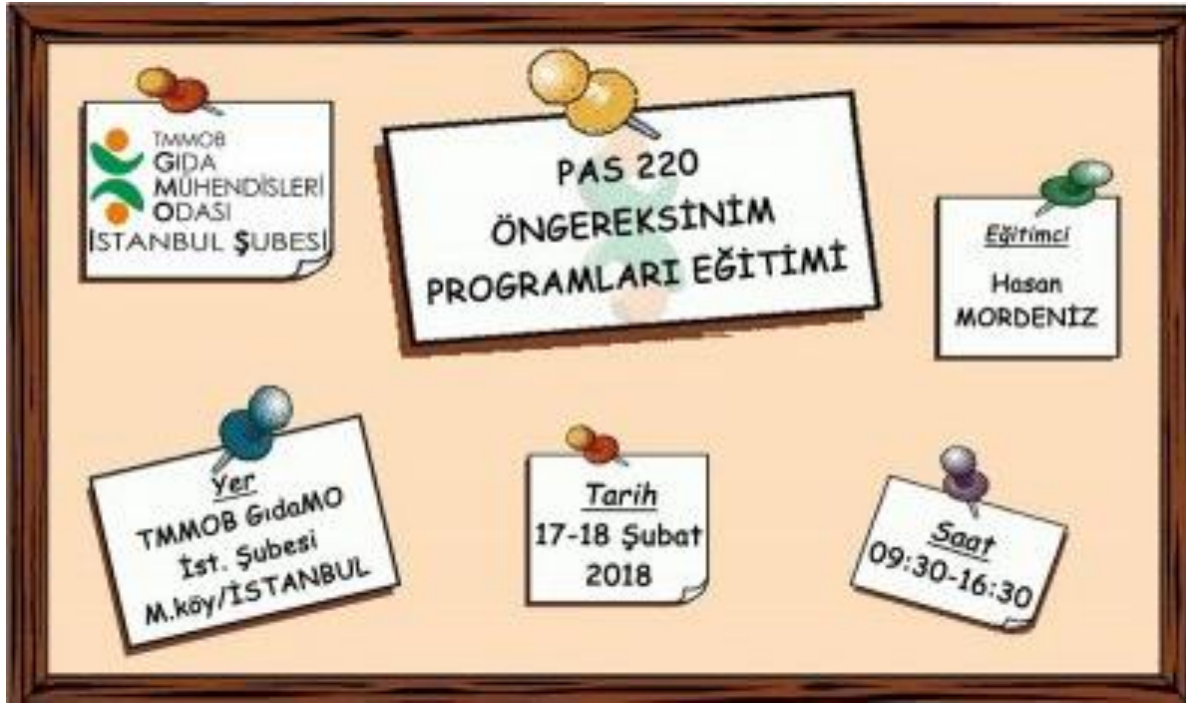 TMMOB
GIDA
MÜHENDİSLERİ
ODASI
İSTANBUL ŞUBESİ
PAS 220
ÖNGEREKSİNİM
PROGRAMLARI EĞİTİMİ
Eğitimci
Hasan
MORDENİZ
Yer
TMMOB GıdaMO
İst. Şubesi
M.köy/İSTANBUL
Tarih
17-18 Şubat
2018
Saat
09:30-16:30